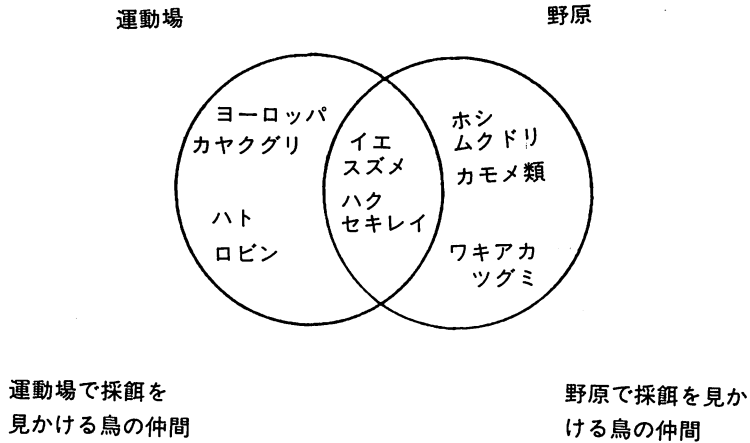 運動場
野原
ヨーロッパ
カヤクグリ
ハト
ロビン
イエ
スズメ
ハク
セキレイ
ホシ
ムクドリ
カモメ類
ワキアカ
ツグミ
運動場で採餌を
見かける鳥の仲間
野原で採餌を見か
ける鳥の仲間